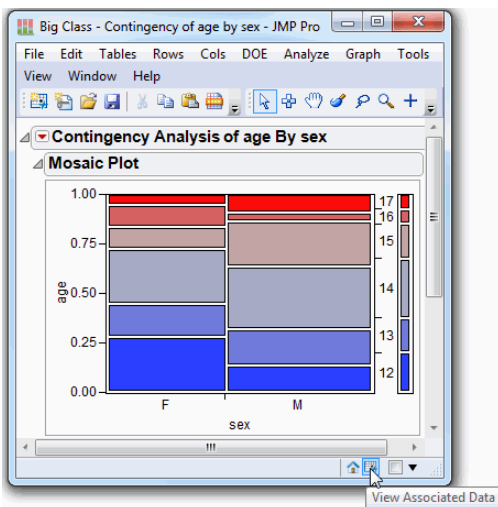 Big Class - Contingency of age by sex - JMP Pro
File Edit Tables Rows Cols DOE Analyze Graph Tools
View Window Help
Contingency Analysis of age By sex
Mosaic Plot
1.00
0.75
0.50
0.25
0.00
age
17
16
15
14
13
12
F M
sex
View Associated Data